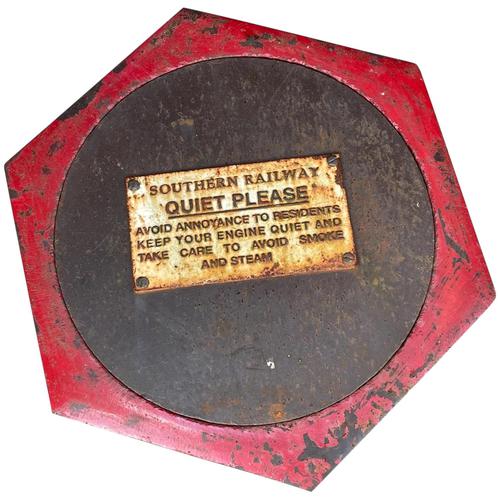 SOUTHERN RAILWAY
QUIET PLEASE
AVOID ANNOYANCE TO RESIDENTS
KEEP YOUR ENGINE QUIET AND
TAKE CARE TO AVOID SMOKE
AND STEAM